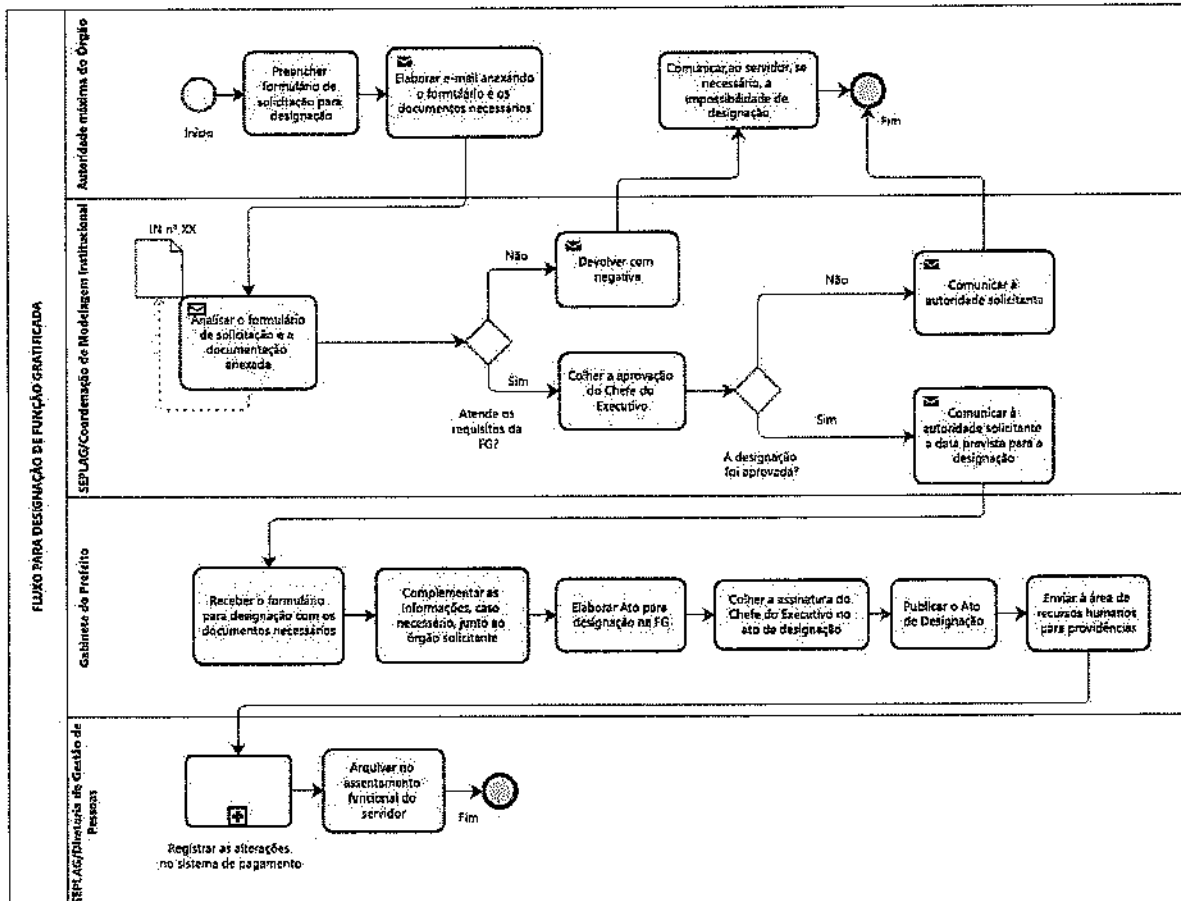 FLUXO PARA DESIGNAÇÃO DE FUNÇÃO GRATIFICADA
Autoridade máxima do Órgão
Início
Preencher
formulário de
solicitação para
designação
Elaborar e-mail anexando
o formulário e os
documentos necessários
Comunicar ao servidor, se
necessário, a
impossibilidade de
designação
Fim
SEPLAG/Coordenação de Modelagem Institucional
IN nº XX
Analisar o formulário
de solicitação e a
documentação
anexada
Não
Sim
Atende os
requisitos da
FG?
Devolver com
negativa
Colher a aprovação
do Chefe do
Executivo
Não
Sim
A designação
foi aprovada?
Comunicar à
autoridade solicitante
Comunicar à
autoridade solicitante
a data prevista para a
designação
Gabinete do Prefeito
Receber o formulário
para designação com os
documentos necessários
Complementar as
informações, caso
necessário, junto ao
órgão solicitante
Elaborar Ato para
designação na FG
Colher a assinatura do
Chefe do Executivo no
ato de designação
Publicar o Ato
de Designação
Enviar à área de
recursos humanos
para providências
SEPLAG/Diretoria de Gestão de
Pessoas
Registrar as alterações
no sistema de pagamento
Arquivar no
assentamento
funcional do
servidor
Fim